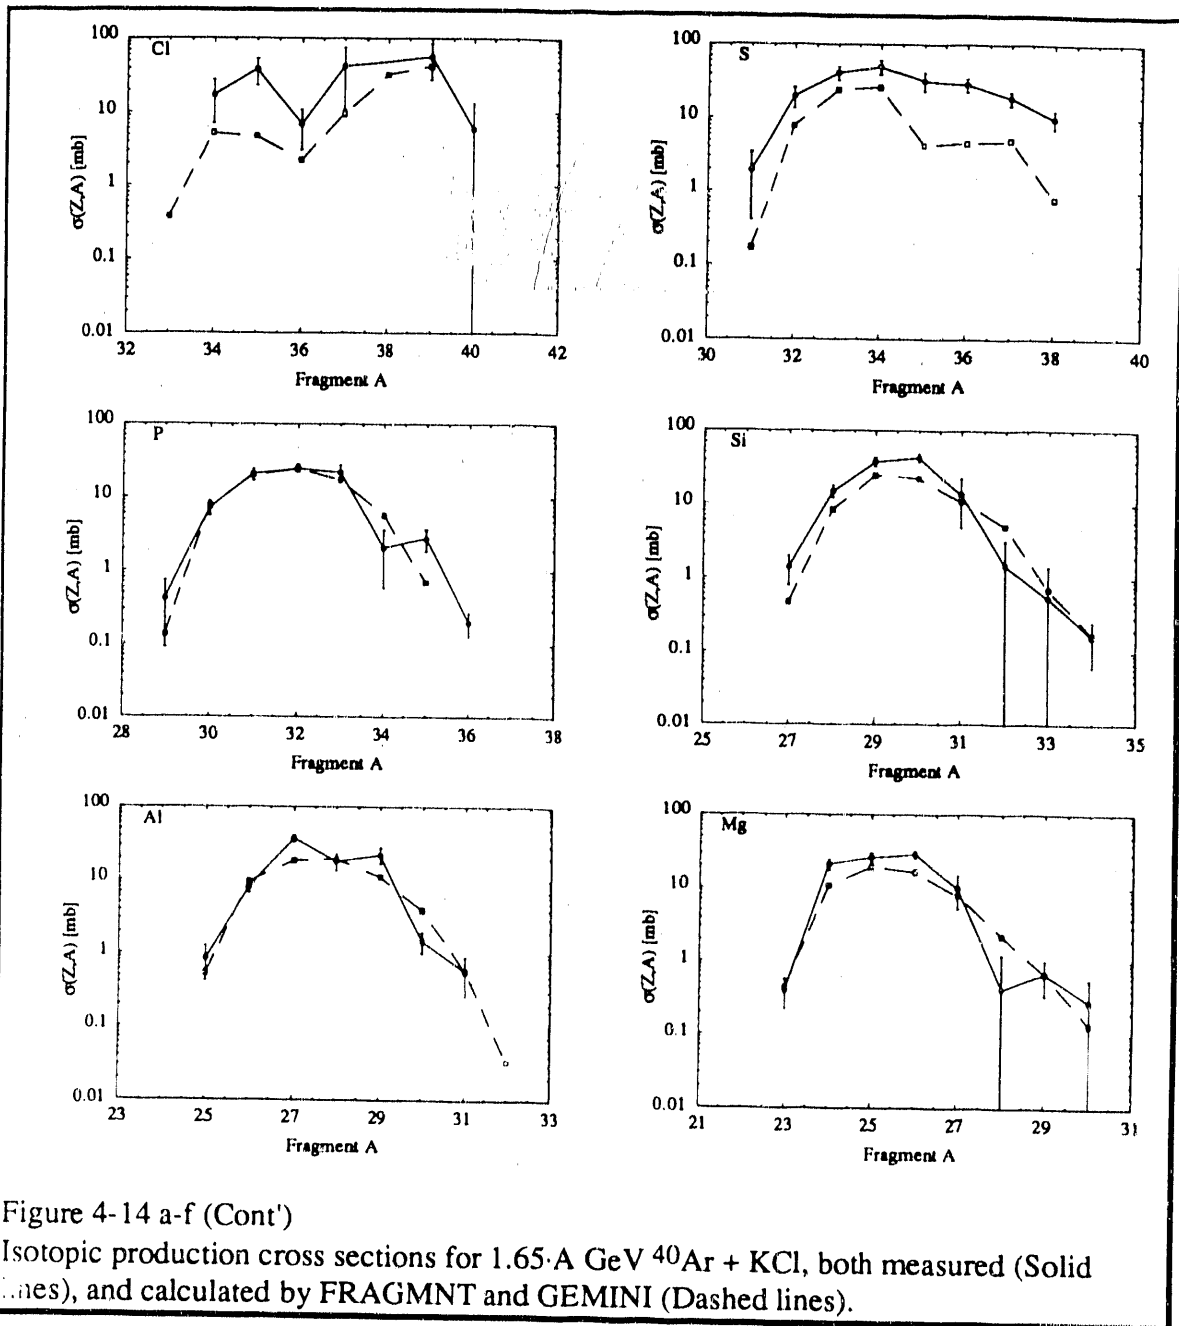 100
10
1
0.1
0.01
σ(Z,A) [mb]
Cl
32 34 36 38 40 42
Fragment A
100
10
1
0.1
0.01
σ(Z,A) [mb]
S
30 32 34 36 38 40
Fragment A
100
10
1
0.1
0.01
σ(Z,A) [mb]
P
28 30 32 34 36 38
Fragment A
100
10
1
0.1
0.01
σ(Z,A) [mb]
Si
25 27 29 31 33 35
Fragment A
100
10
1
0.1
0.01
σ(Z,A) [mb]
Al
23 25 27 29 31 33
Fragment A
100
10
1
0.1
0.01
σ(Z,A) [mb]
Mg
21 23 25 27 29 31
Fragment A
Figure 4-14 a-f (Cont')
Isotopic production cross sections for 1.65·A GeV ⁴⁰Ar + KCl, both measured (Solid
lines), and calculated by FRAGMNT and GEMINI (Dashed lines).